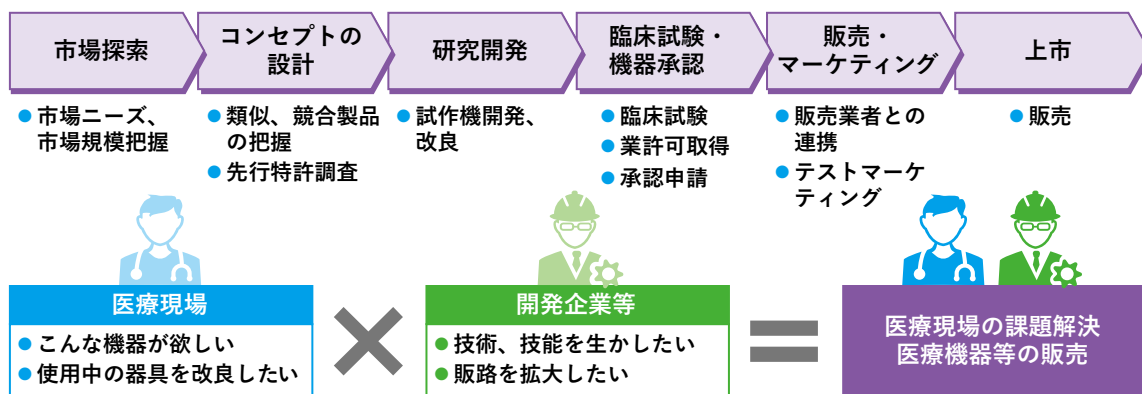 市場探索
コンセプトの
設計
研究開発
臨床試験・
機器承認
販売・
マーケティング
上市
● 市場ニーズ、
市場規模把握
● 類似、競合製品
の把握
● 先行特許調査
● 試作機開発、
改良
● 臨床試験
● 業許可取得
● 承認申請
● 販売業者との
連携
● テストマーケ
ティング
● 販売
医療現場
● こんな機器が欲しい
● 使用中の器具を改良したい
×
開発企業等
● 技術、技能を生かしたい
● 販路を拡大したい
=
医療現場の課題解決
医療機器等の販売